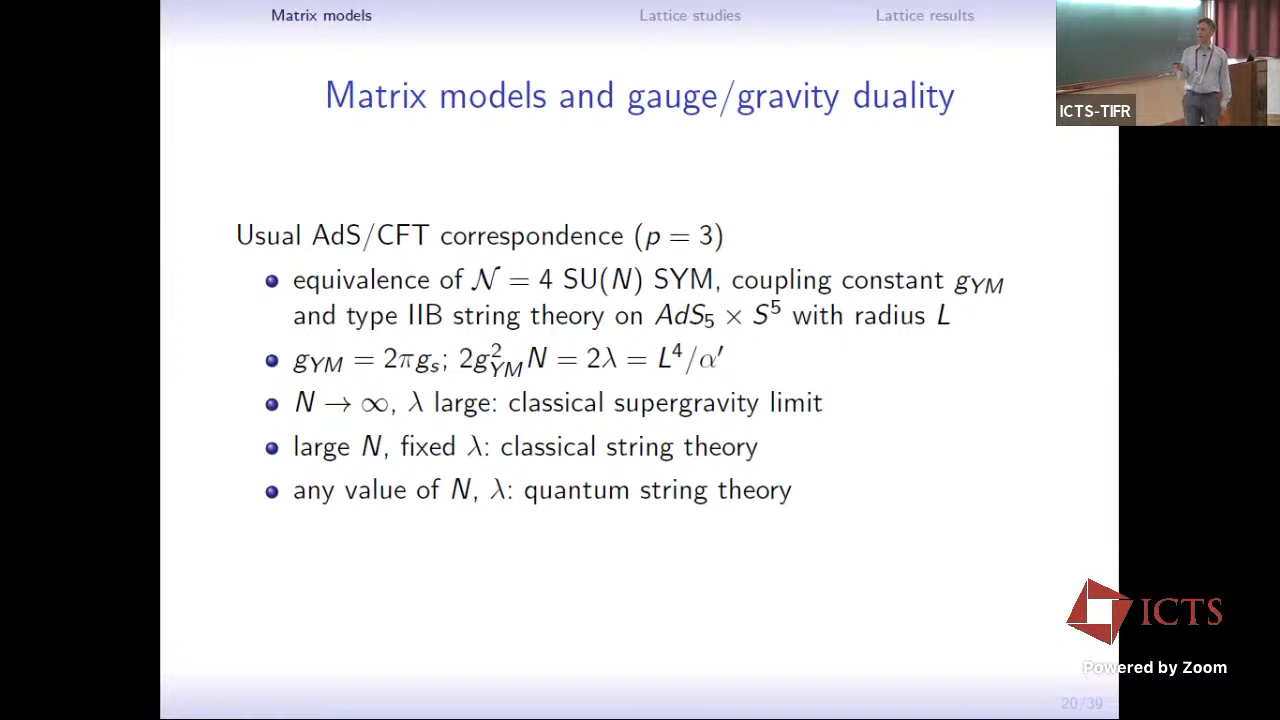 Matrix models Lattice studies Lattice results
Matrix models and gauge/gravity duality
ICTS-TIFR
Usual AdS/CFT correspondence (p = 3)
equivalence of 𝒩 = 4 SU(N) SYM, coupling constant g_YM
and type IIB string theory on AdS₅ × S⁵ with radius L
g_YM = 2πg_s; 2g²_YM N = 2λ = L⁴/α′
N → ∞, λ large: classical supergravity limit
large N, fixed λ: classical string theory
any value of N, λ: quantum string theory
ICTS
Powered by Zoom
20/39